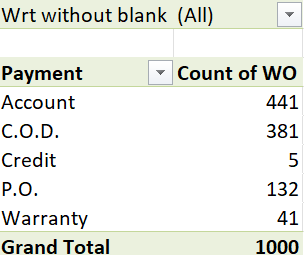 Wrt without blank (All)
Payment Count of WO
Account 441
C.O.D. 381
Credit 5
P.O. 132
Warranty 41
Grand Total 1000